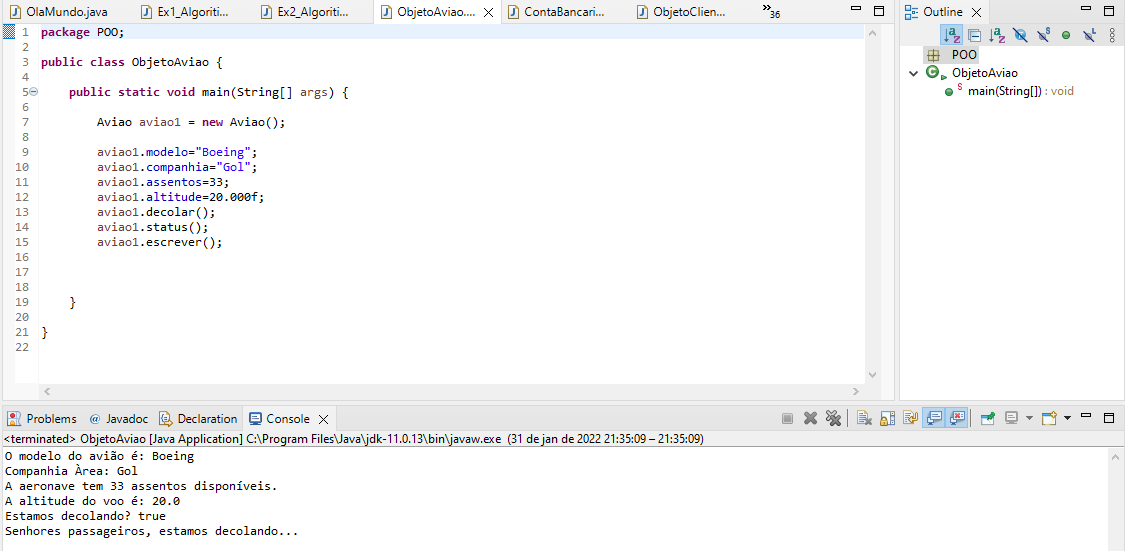 OlaMundo.java Ex1_Algoriti... Ex2_Algoriti... ObjetoAviao.... ContaBancari... ObjetoClien... 36
Outline
1 package POO;
2
3 public class ObjetoAviao {
4
5 public static void main(String[] args) {
6
7 Aviao aviao1 = new Aviao();
8
9 aviao1.modelo="Boeing";
10 aviao1.companhia="Gol";
11 aviao1.assentos=33;
12 aviao1.altitude=20.000f;
13 aviao1.decolar();
14 aviao1.status();
15 aviao1.escrever();
16
17
18
19 }
20
21 }
22
POO
ObjetoAviao
main(String[]) : void
Problems @ Javadoc Declaration Console
<terminated> ObjetoAviao [Java Application] C:\Program Files\Java\jdk-11.0.13\bin\javaw.exe (31 de jan de 2022 21:35:09 – 21:35:09)
O modelo do avião é: Boeing
Companhia Àrea: Gol
A aeronave tem 33 assentos disponíveis.
A altitude do voo é: 20.0
Estamos decolando? true
Senhores passageiros, estamos decolando...